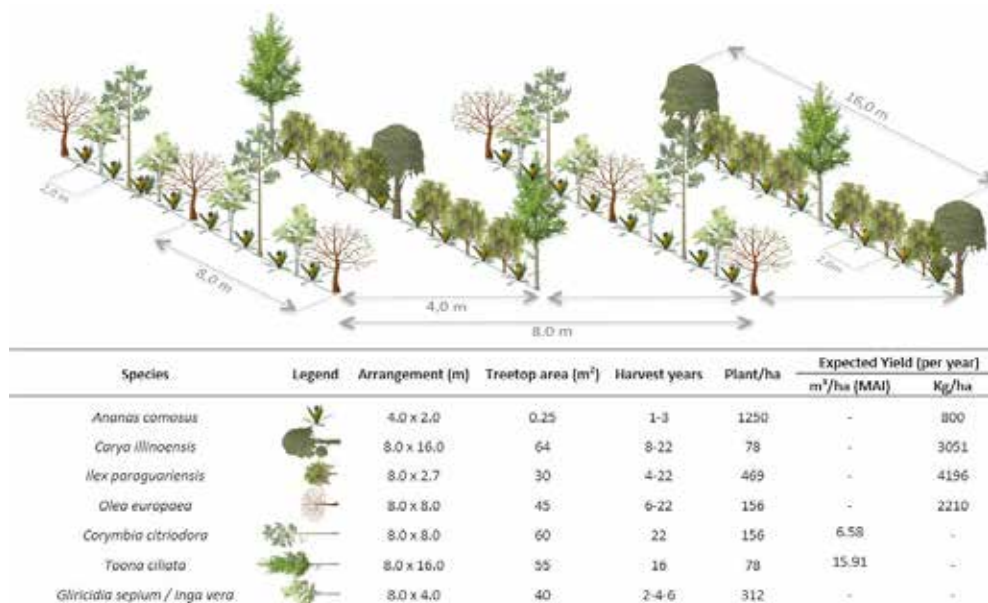 16,0 m
2,0 m
2,0m
8,0 m
4,0 m
8.0 m
Species Legend Arrangement (m) Treetop area (m²) Harvest years Plant/ha Expected Yield (per year)
m³/ha (MAI) Kg/ha
Ananas comosus 4.0 x 2.0 0.25 1-3 1250 - 800
Carya illinoensis 8.0 x 16.0 64 8-22 78 - 3051
Ilex paraguariensis 8.0 x 2.7 30 4-22 469 - 4196
Olea europaea 8.0 x 8.0 45 6-22 156 - 2210
Corymbia citriodora 8.0 x 8.0 60 22 156 6.58 -
Toona ciliata 8.0 x 16.0 55 16 78 15.91 -
Gliricidia sepium / Inga vera 8.0 x 4.0 40 2-4-6 312 - -